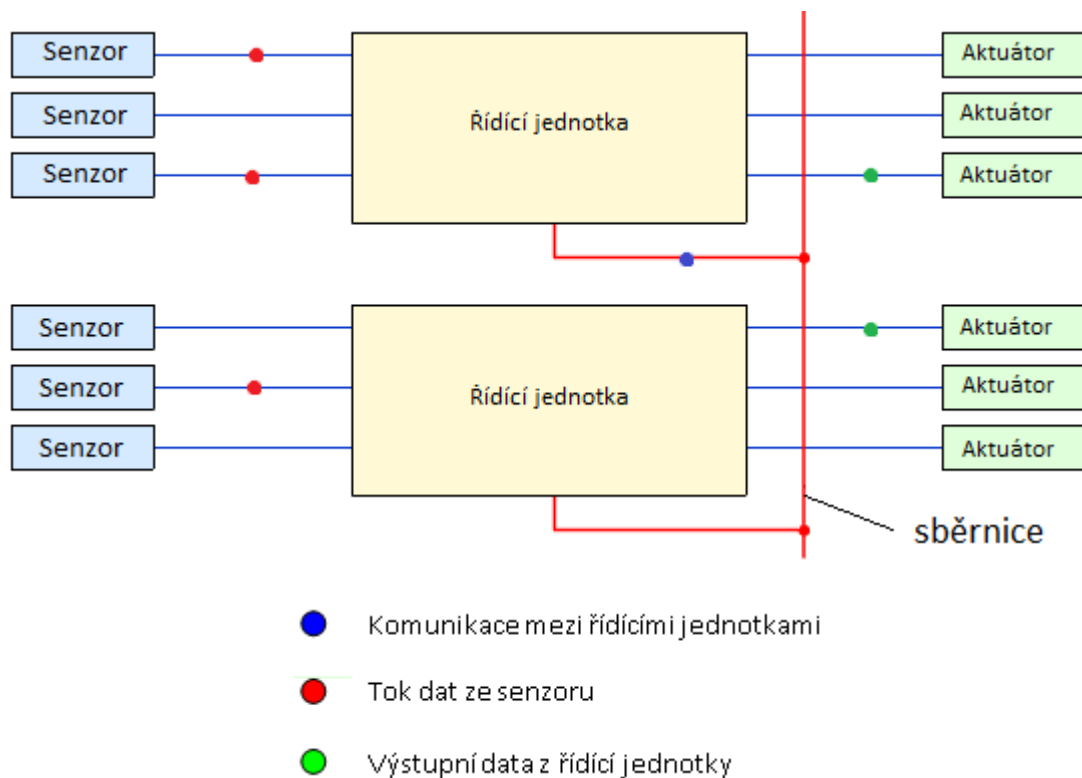 Senzor
Aktuátor
Senzor
Řídící jednotka
Aktuátor
Senzor
Aktuátor
Senzor
Aktuátor
Senzor
Řídící jednotka
Aktuátor
Senzor
Aktuátor
sběrnice
Komunikace mezi řídícími jednotkami
Tok dat ze senzoru
Výstupní data z řídící jednotky